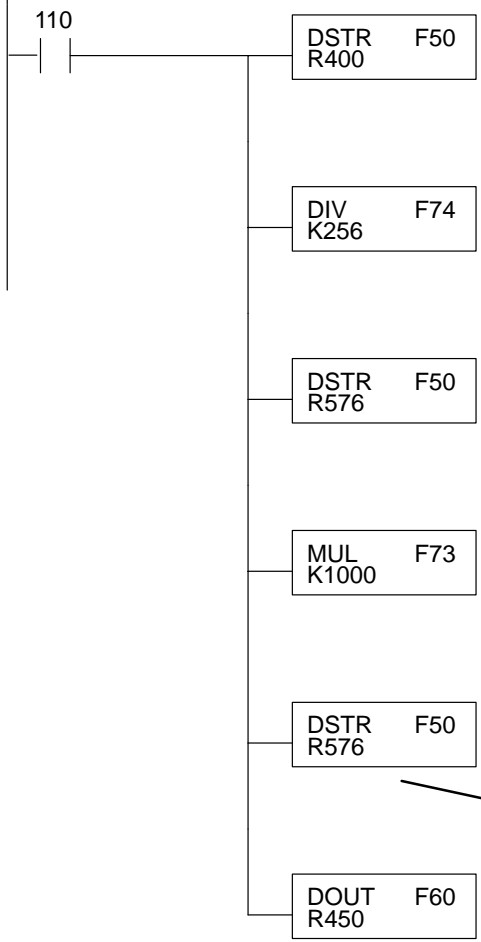 110
DSTR F50
R400
DIV F74
K256
DSTR F50
R576
MUL F73
K1000
DSTR F50
R576
DOUT F60
R450